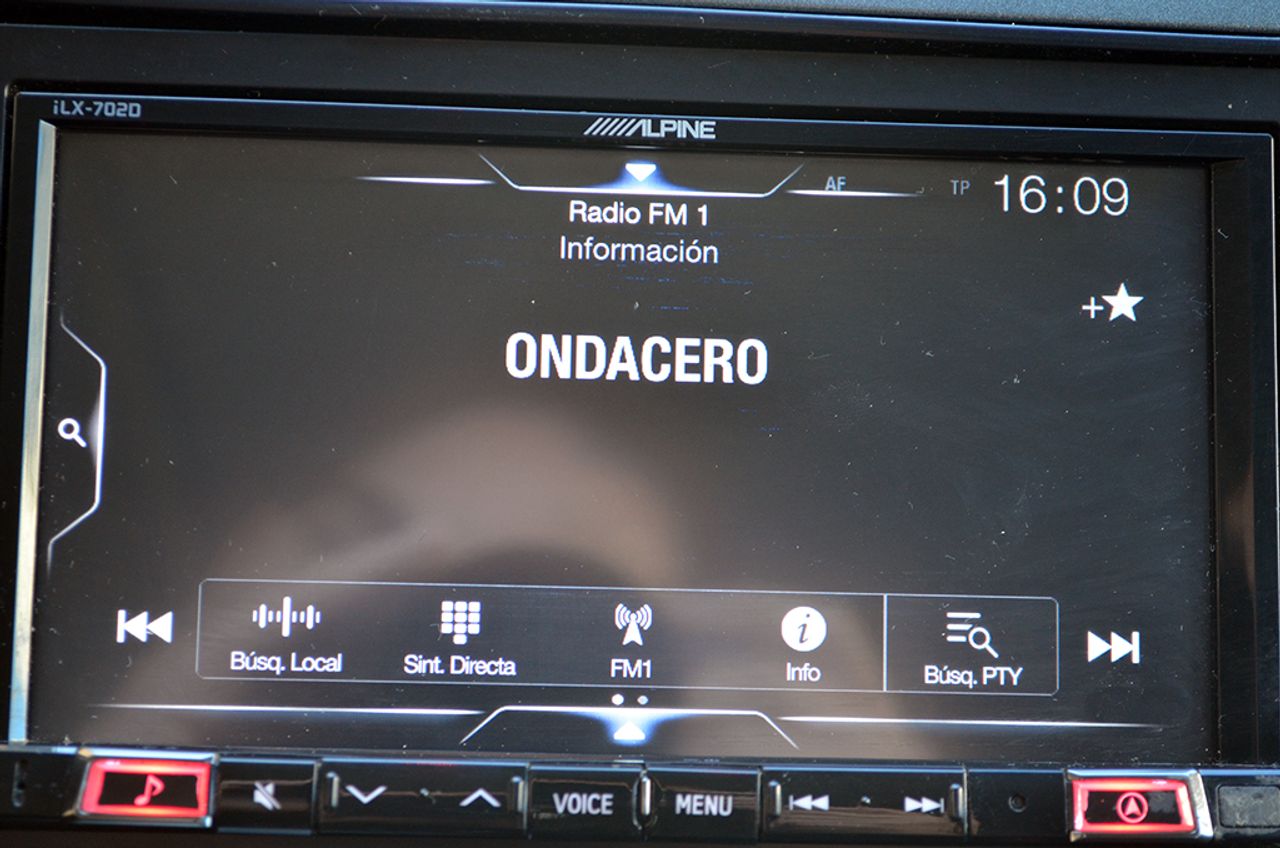 iLX-702D
ALPINE
AF
TP
16:09
Radio FM 1
Información
ONDACERO
Búsq. Local
Sint. Directa
FM1
Info
Búsq. PTY
VOICE
MENU